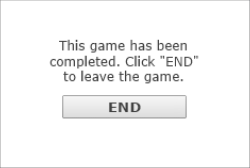 This game has been
completed. Click "END"
to leave the game.
END